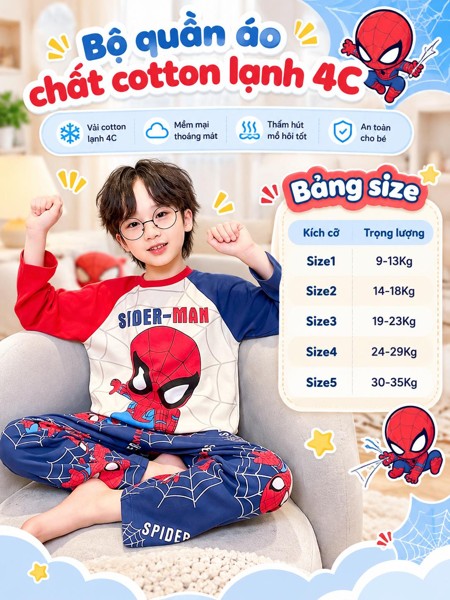 Bộ quần áo
chất cotton lạnh 4C
Vải cotton
lạnh 4C
Mềm mại
thoáng mát
Thấm hút
mồ hôi tốt
An toàn
cho bé
Bảng size
Kích cỡ Trọng lượng
Size1 9-13Kg
Size2 14-18Kg
Size3 19-23Kg
Size4 24-29Kg
Size5 30-35Kg
SPIDER-MAN
SPIDER